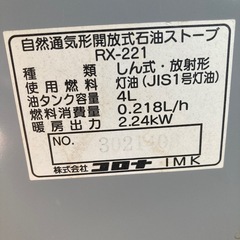 自然通気形開放式石油ストーブ
RX-221
種類 しん式・放射形
使用燃料 灯油(JIS1号灯油)
油タンク容量 4L
燃料消費量 0.218L/h
暖房出力 2.24kW
NO.
株式会社 コロナ IMK